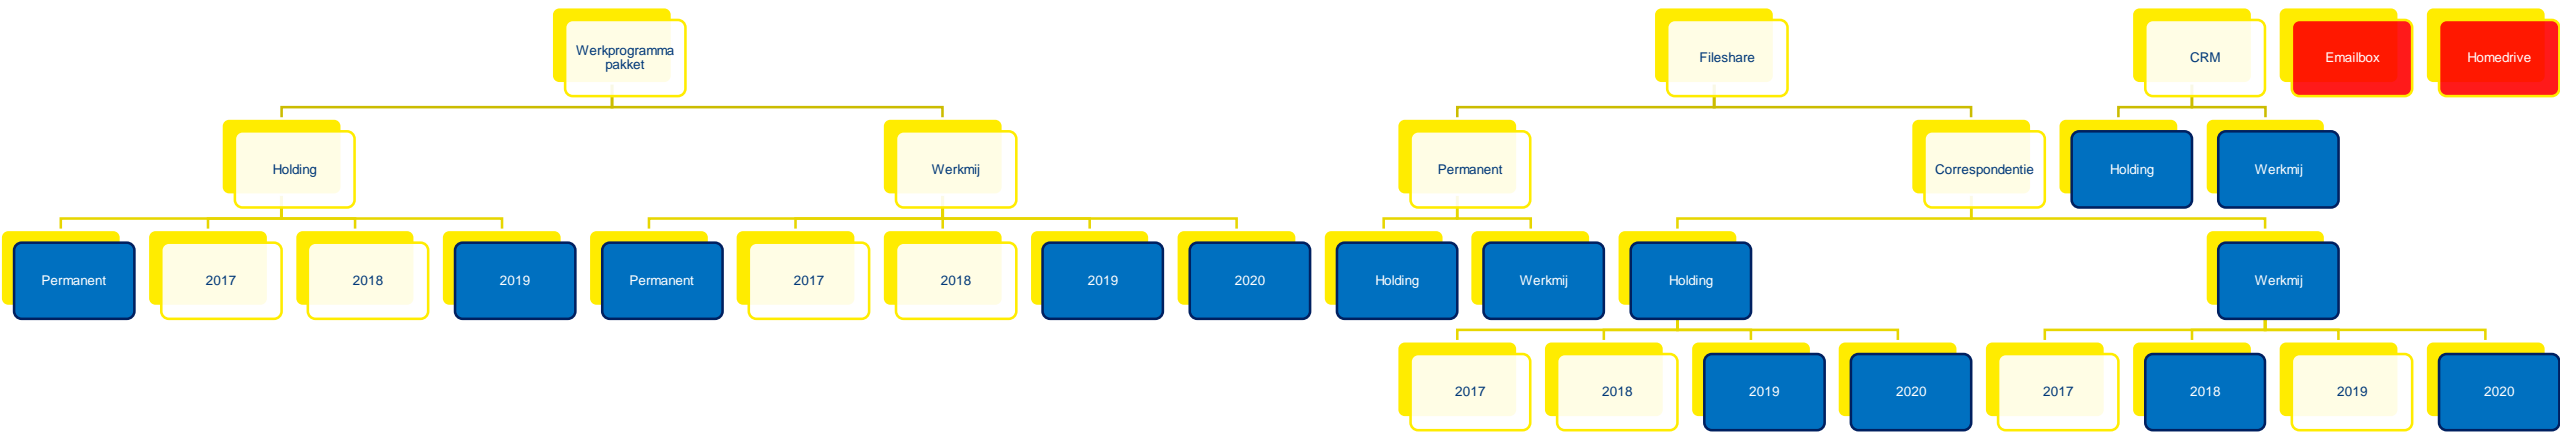 Werkprogramma
pakket
Fileshare
CRM
Emailbox
Homedrive
Holding
Werkmij
Permanent
Correspondentie
Holding
Werkmij
Permanent
2017
2018
2019
Permanent
2017
2018
2019
2020
Holding
Werkmij
Holding
Werkmij
2017
2018
2019
2020
2017
2018
2019
2020